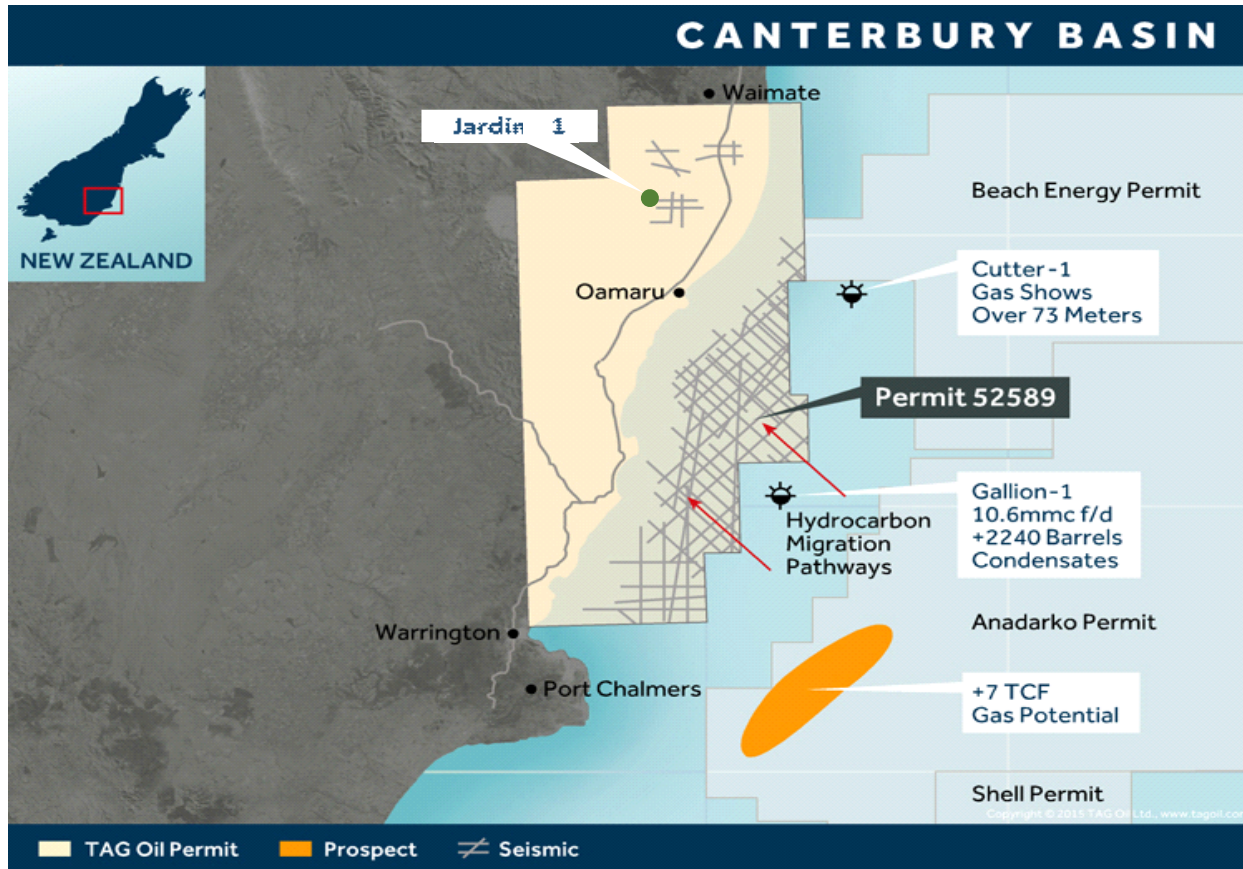 CANTERBURY BASIN
NEW ZEALAND
Waimate
Jardin 1
Beach Energy Permit
Cutter-1
Gas Shows
Over 73 Meters
Oamaru
Permit 52589
Gallion-1
10.6mmc f/d
+2240 Barrels
Condensates
Hydrocarbon
Migration
Pathways
Anadarko Permit
Warrington
Port Chalmers
+7 TCF
Gas Potential
Shell Permit
Copyright © 2015 TAG Oil Ltd., www.tagoil.com
TAG Oil Permit
Prospect
Seismic